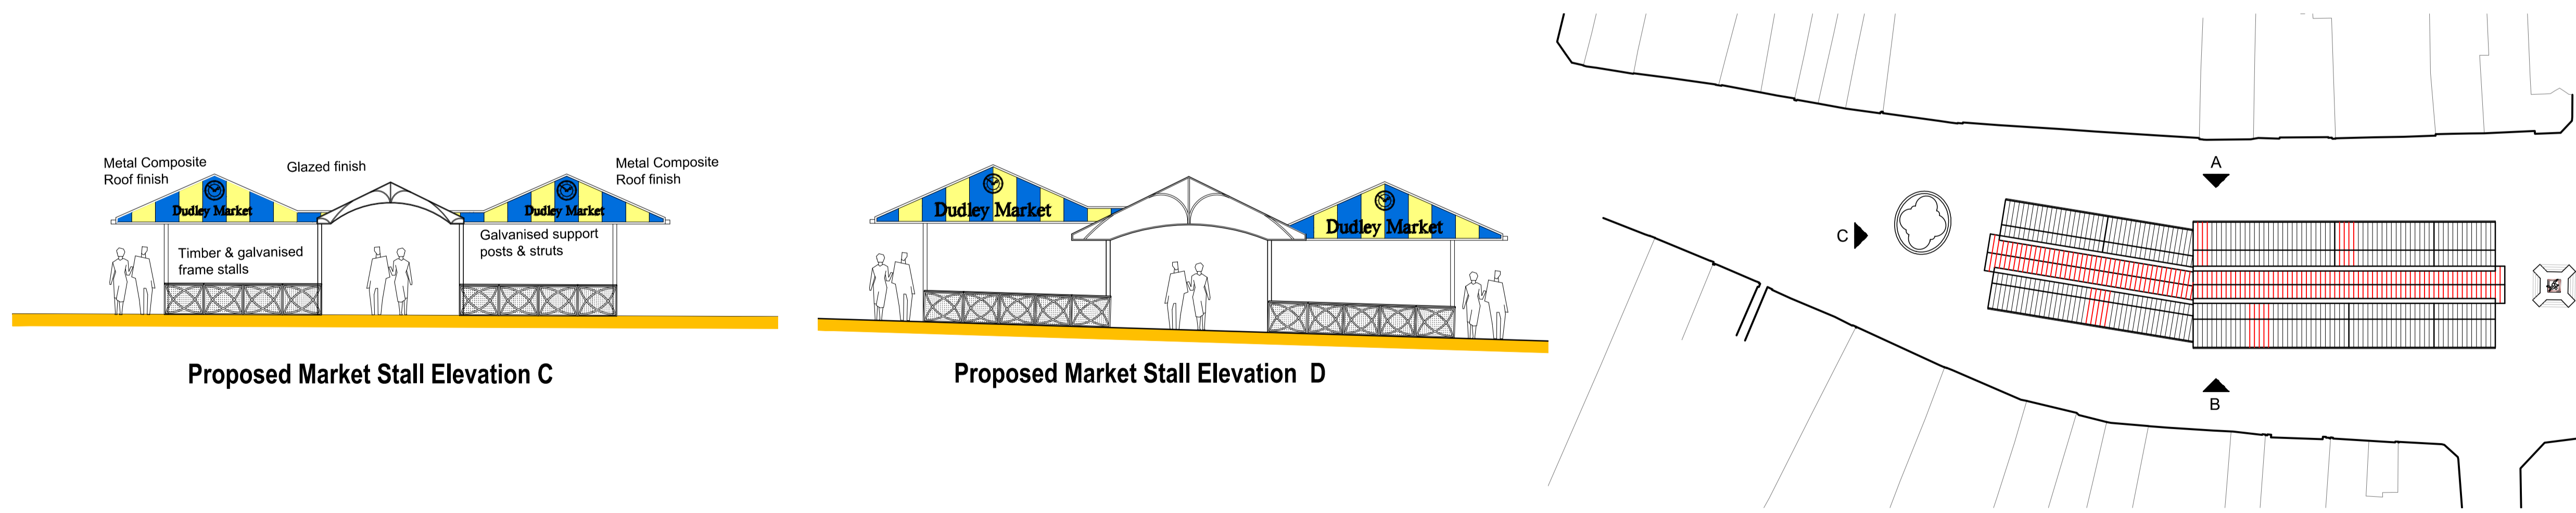 Metal Composite
Roof finish
Glazed finish
Metal Composite
Roof finish
Dudley Market
Dudley Market
Timber & galvanised
frame stalls
Galvanised support
posts & struts
Proposed Market Stall Elevation C
Dudley Market
Dudley Market
Proposed Market Stall Elevation D
A
C
B